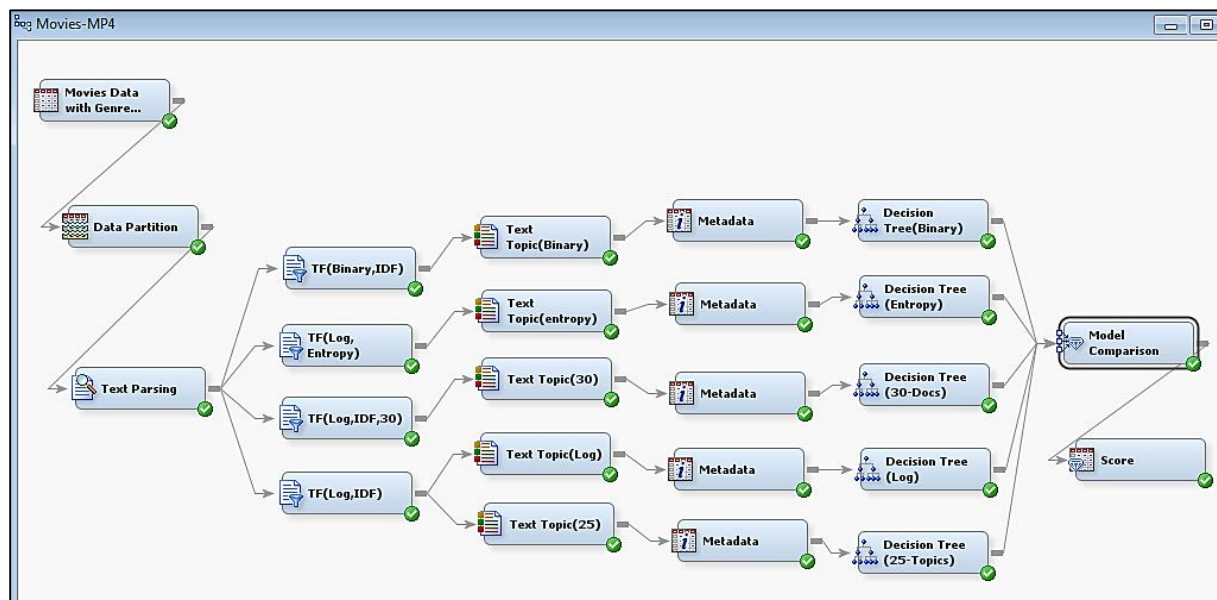 Movies-MP4
Movies Data
with Genre...
Data Partition
Text Parsing
TF(Binary,IDF)
TF(Log,
Entropy)
TF(Log,IDF,30)
TF(Log,IDF)
Text
Topic(Binary)
Text
Topic(entropy)
Text Topic(30)
Text Topic(Log)
Text Topic(25)
Metadata
Metadata
Metadata
Metadata
Metadata
Decision
Tree(Binary)
Decision Tree
(Entropy)
Decision Tree
(30-Docs)
Decision Tree
(Log)
Decision Tree
(25-Topics)
Model
Comparison
Score